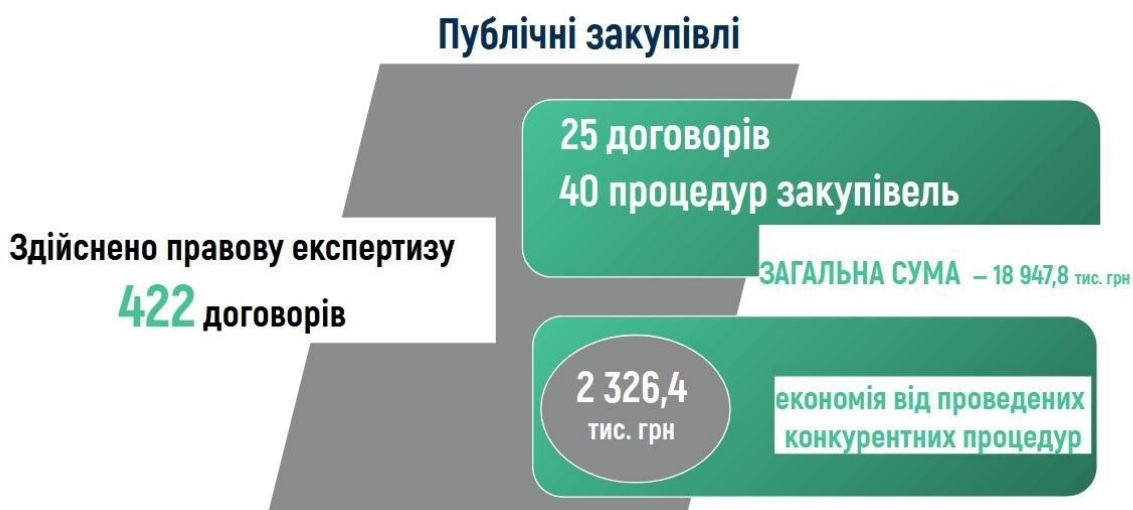 Публічні закупівлі
25 договорів
40 процедур закупівель
Здійснено правову експертизу
422 договорів
ЗАГАЛЬНА СУМА – 18 947,8 тис. грн
2 326,4
тис. грн
економія від проведених
конкурентних процедур